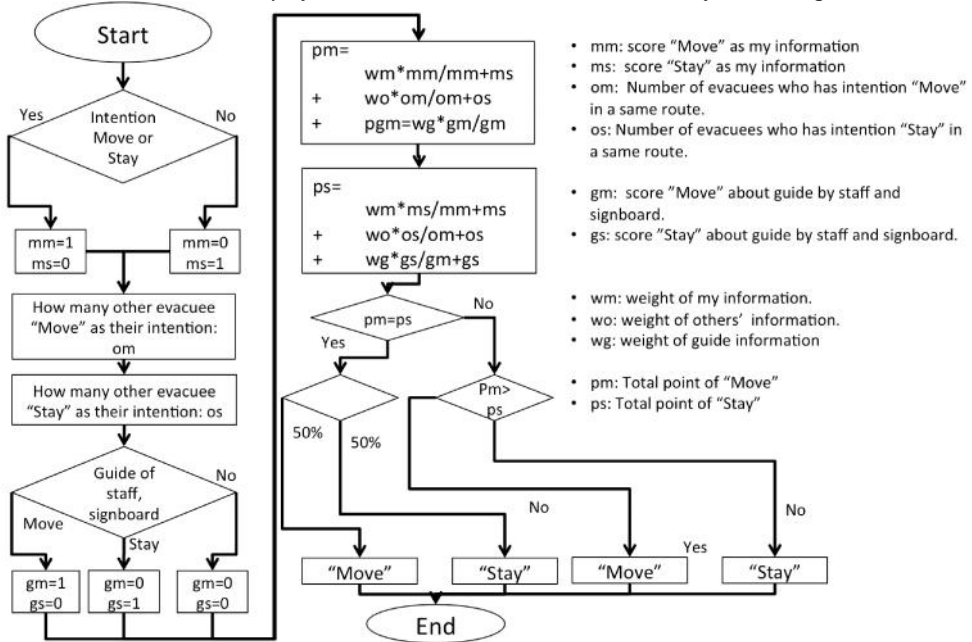 Start
Yes
Intention
Move or
Stay
No
mm=1
ms=0
mm=0
ms=1
How many other evacuee
“Move” as their intention:
om
How many other evacuee
“Stay” as their intention: os
Guide of
staff,
signboard
No
Move
Stay
gm=1
gs=0
gm=0
gs=1
gm=0
gs=0
pm=
wm*mm/mm+ms
+ wo*om/om+os
+ pgm=wg*gm/gm
ps=
wm*ms/mm+ms
+ wo*os/om+os
+ wg*gs/gm+gs
pm=ps
No
Yes
Pm>
ps
50%
50%
No
No
Yes
“Move”
“Stay”
“Move”
“Stay”
End
• mm: score “Move” as my information
• ms: score “Stay” as my information
• om: Number of evacuees who has intention “Move”
in a same route.
• os: Number of evacuees who has intention “Stay” in
a same route.
• gm: score ”Move” about guide by staff and
signboard.
• gs: score ”Stay” about guide by staff and signboard.
• wm: weight of my information.
• wo: weight of others’ information.
• wg: weight of guide information
• pm: Total point of “Move”
• ps: Total point of “Stay”